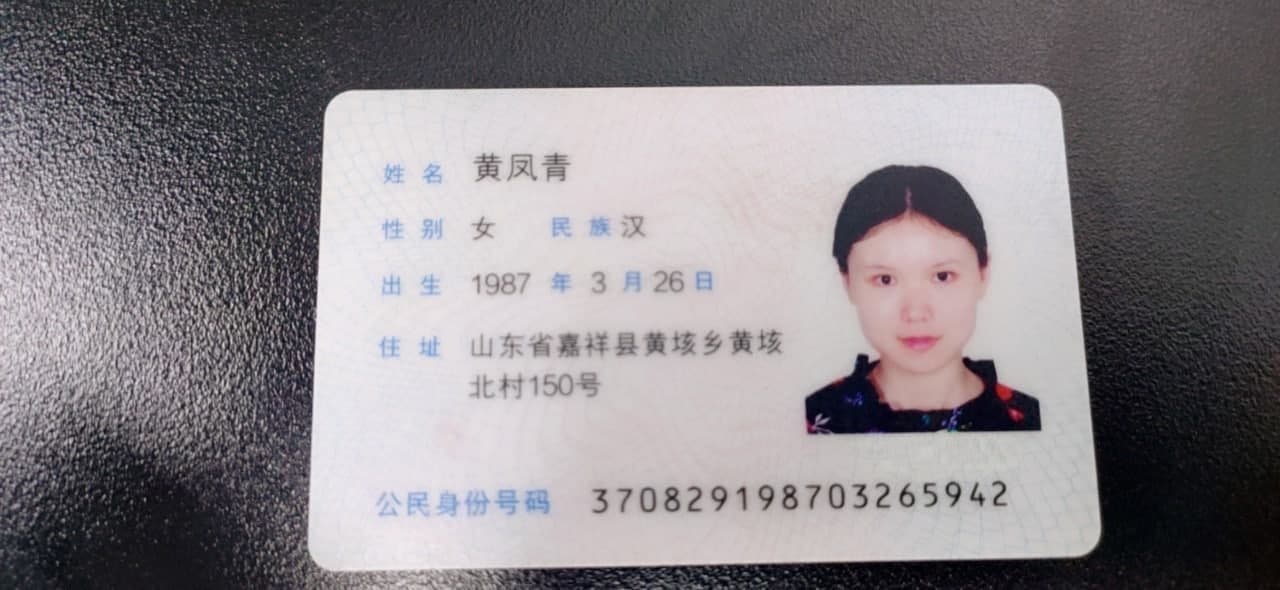 姓名 黄凤青
性别 女 民族 汉
出生 1987 年 3 月 26 日
住址 山东省嘉祥县黄垓乡黄垓
北村150号
公民身份号码 370829198703265942